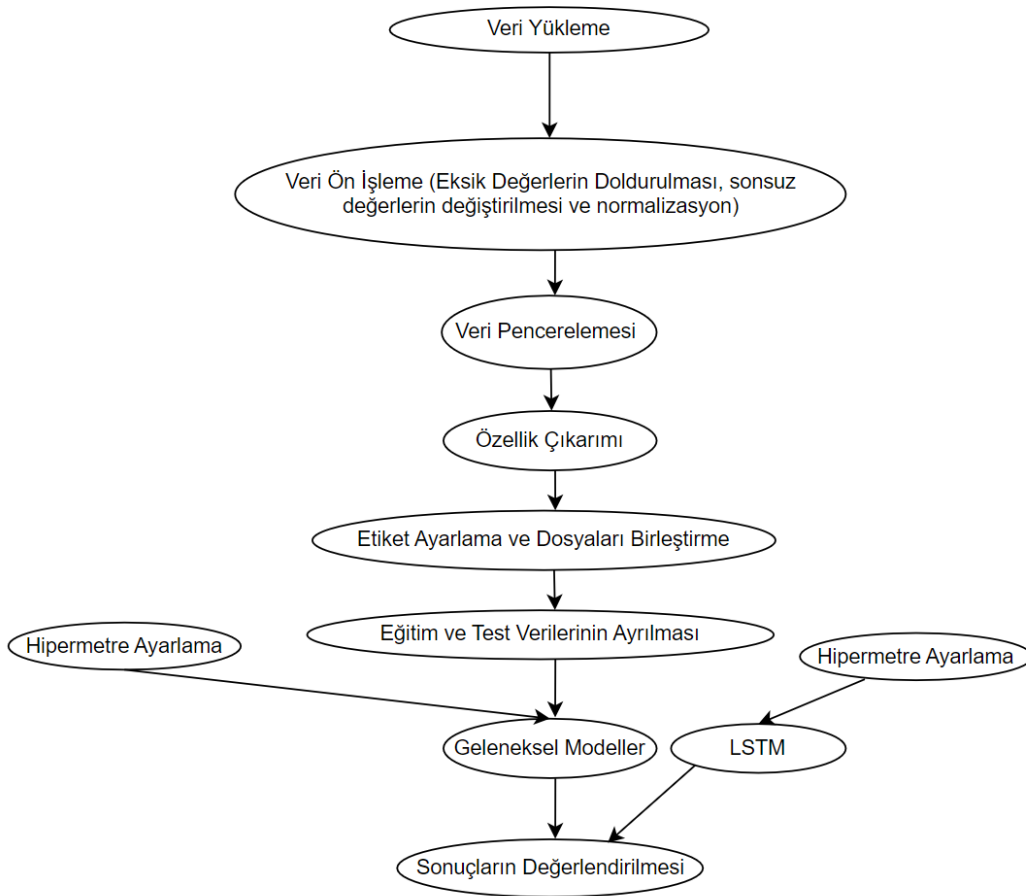 Veri Yükleme
Veri Ön İşleme (Eksik Değerlerin Doldurulması, sonsuz
değerlerin değiştirilmesi ve normalizasyon)
Veri Pencerelemesi
Özellik Çıkarımı
Etiket Ayarlama ve Dosyaları Birleştirme
Eğitim ve Test Verilerinin Ayrılması
Hipermetre Ayarlama
Hipermetre Ayarlama
Geleneksel Modeller
LSTM
Sonuçların Değerlendirilmesi